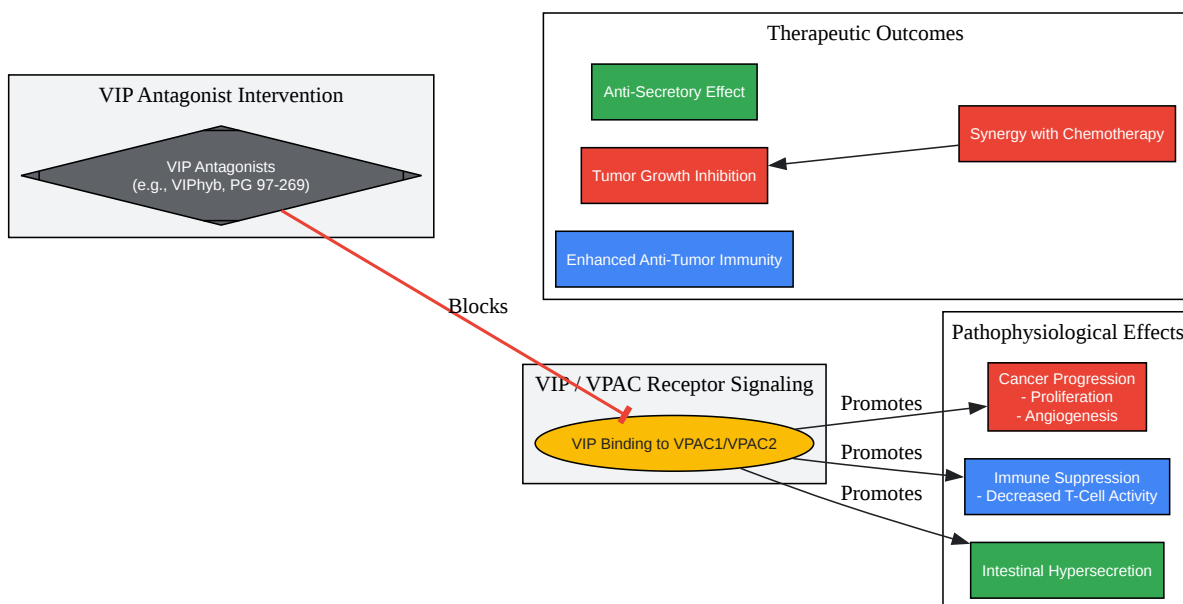 Therapeutic Outcomes
VIP Antagonist Intervention
Anti-Secretory Effect
Synergy with Chemotherapy
VIP Antagonists
(e.g., VIPhyb, PG 97-269)
Tumor Growth Inhibition
Enhanced Anti-Tumor Immunity
Blocks
Pathophysiological Effects
VIP / VPAC Receptor Signaling
Cancer Progression
- Proliferation
- Angiogenesis
Promotes
VIP Binding to VPAC1/VPAC2
Promotes
Immune Suppression
- Decreased T-Cell Activity
Promotes
Intestinal Hypersecretion